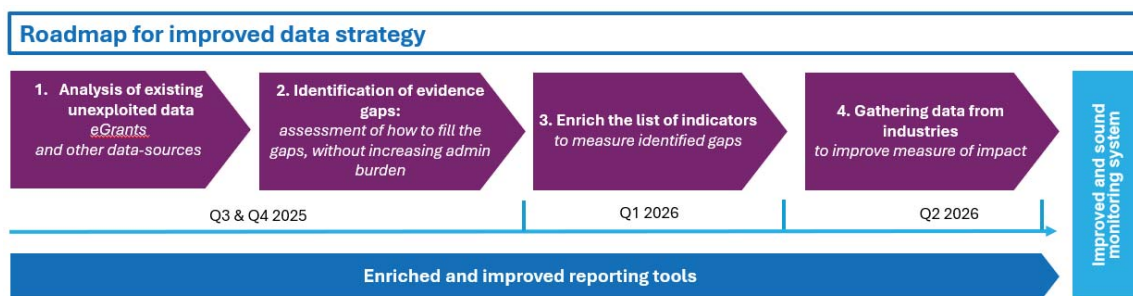 Roadmap for improved data strategy
1. Analysis of existing
unexploited data
eGrants
and other data-sources
2. Identification of evidence
gaps:
assessment of how to fill the
gaps, without increasing admin
burden
3. Enrich the list of indicators
to measure identified gaps
4. Gathering data from
industries
to improve measure of impact
Improved and sound
monitoring system
Q3 & Q4 2025
Q1 2026
Q2 2026
Enriched and improved reporting tools